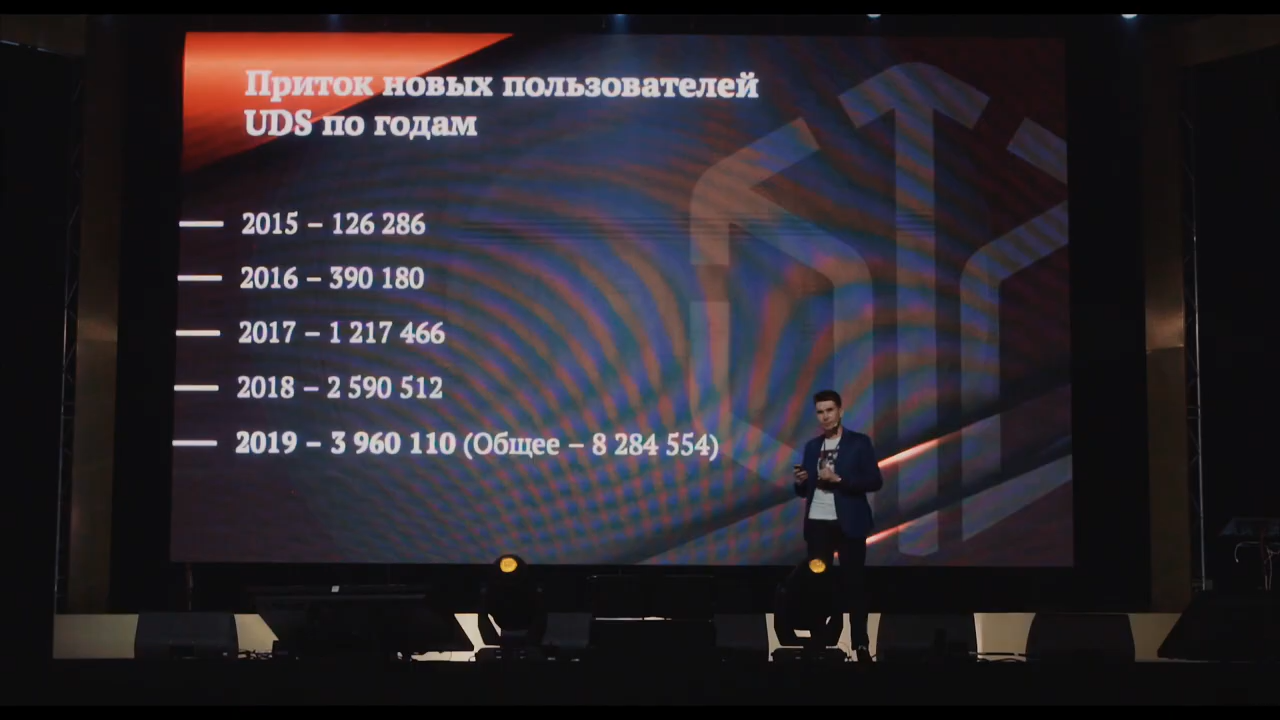 Приток новых пользователей
UDS по годам
2015 – 126 286
2016 – 390 180
2017 – 1 217 466
2018 – 2 590 512
2019 – 3 960 110 (Общее – 8 284 554)